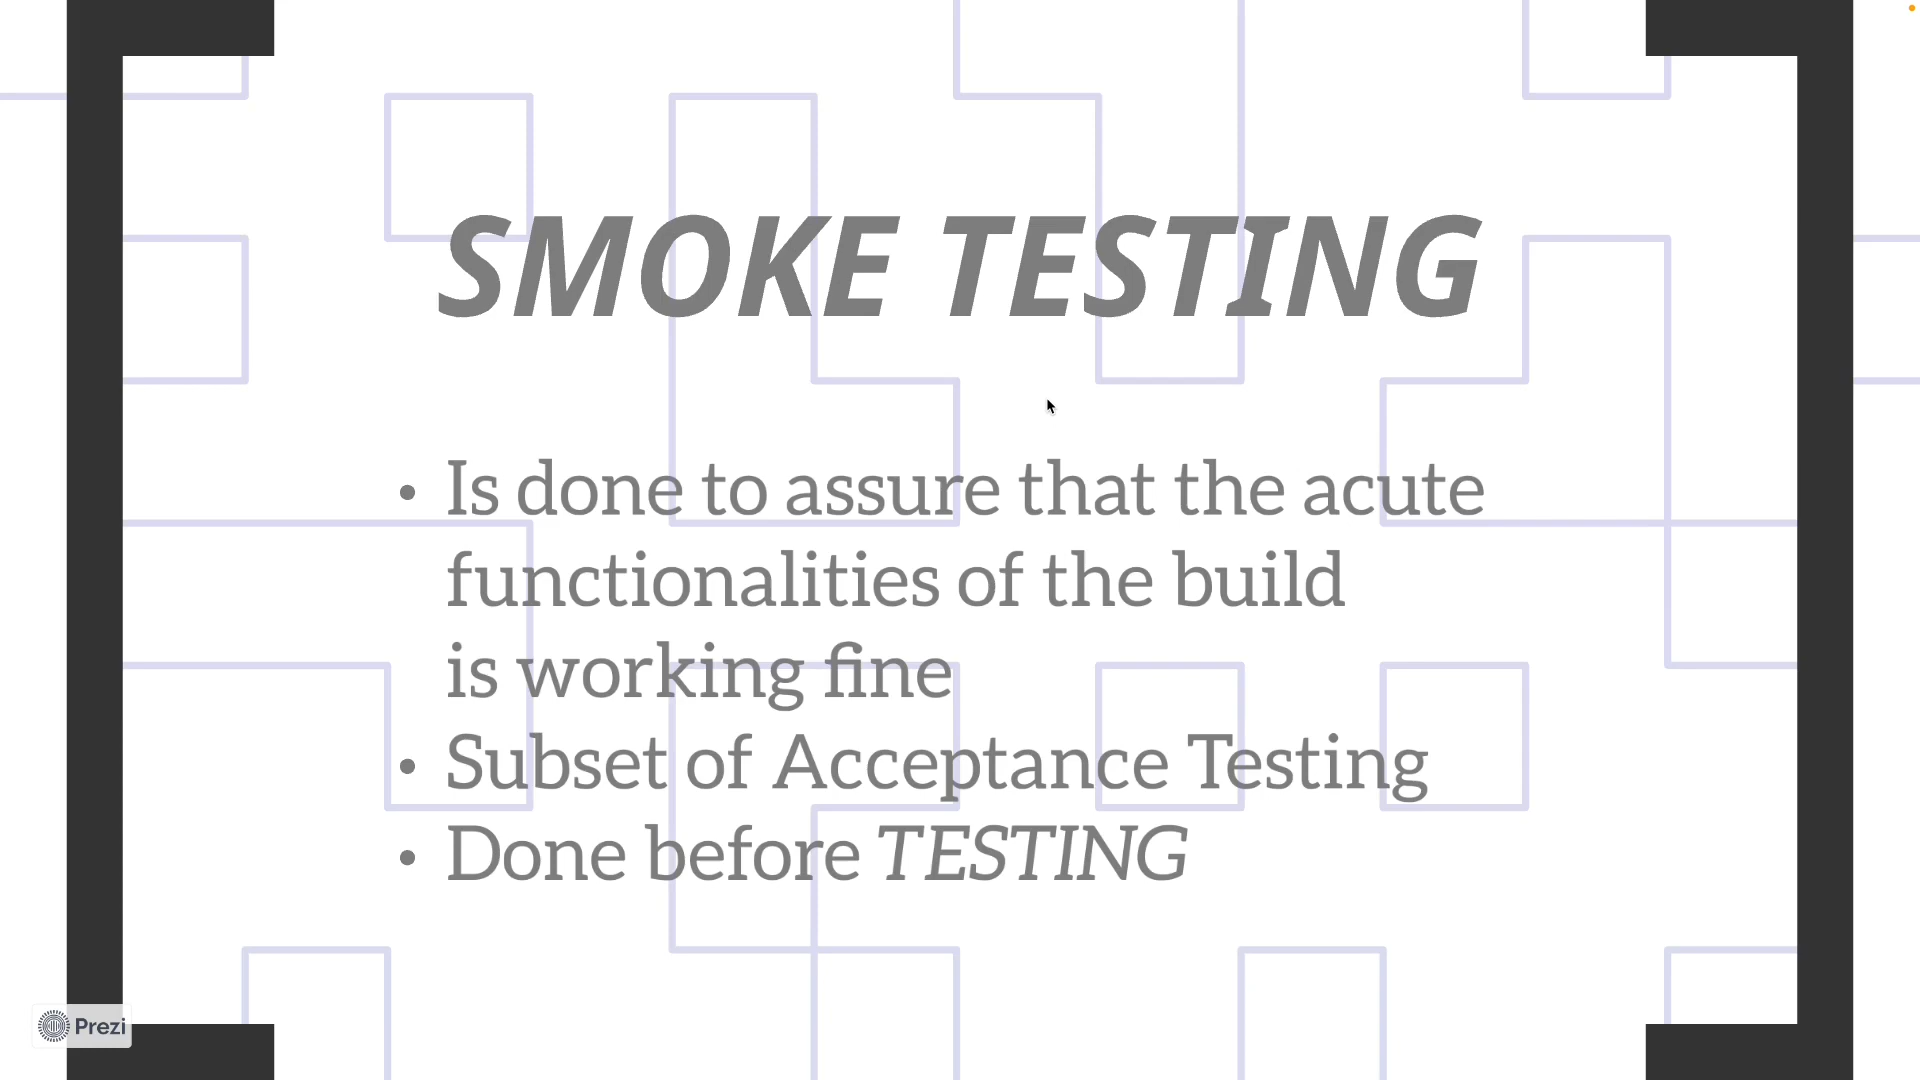 SMOKE TESTING
• Is done to assure that the acute
functionalities of the build
is working fine
• Subset of Acceptance Testing
• Done before TESTING
Prezi